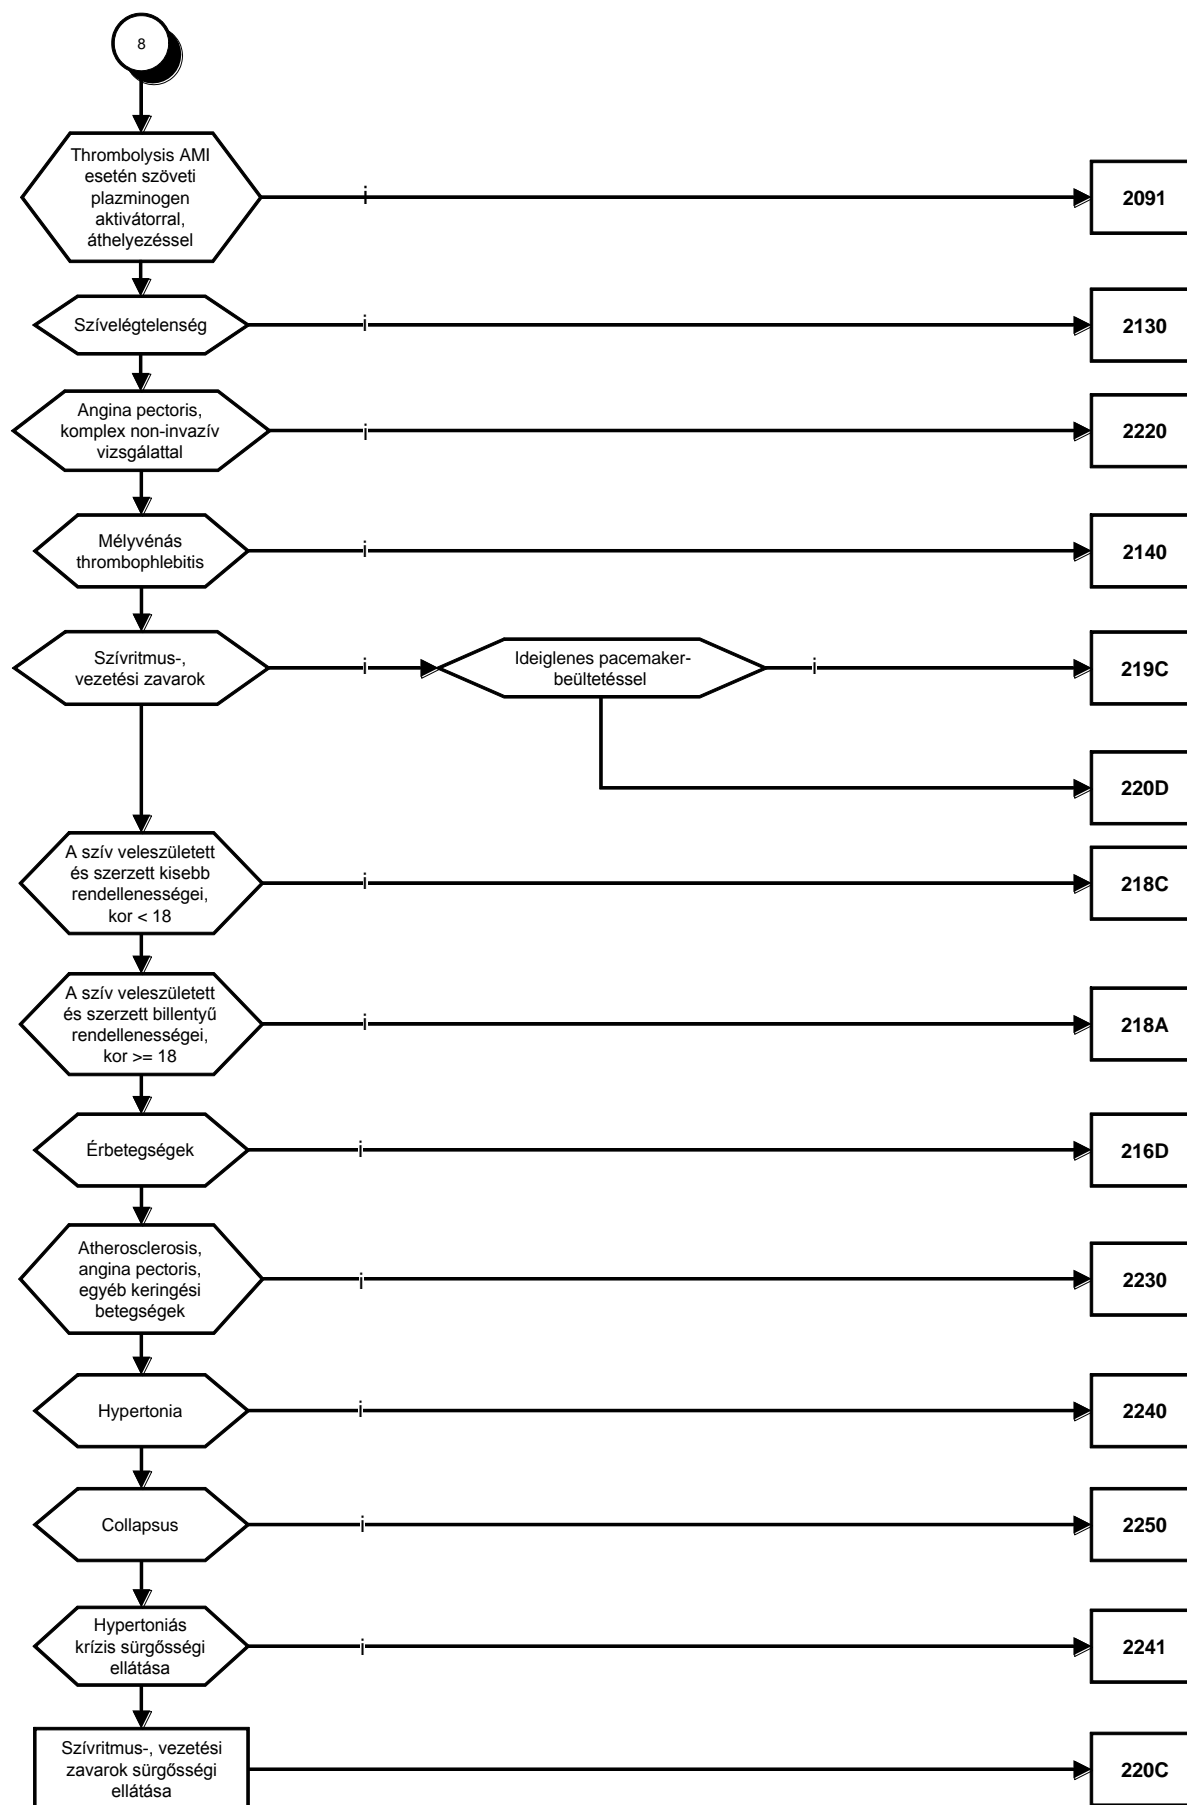 8
Thrombolysis AMI
esetén szöveti
plazminogen
aktivátorral,
áthelyezéssel
i
2091
Szívelégtelenség
i
2130
Angina pectoris,
komplex non-invazív
vizsgálattal
i
2220
Mélyvénás
thrombophlebitis
i
2140
Szívritmus-,
vezetési zavarok
i
Ideiglenes pacemaker-
beültetéssel
i
219C
220D
A szív veleszületett
és szerzett kisebb
rendellenességei,
kor < 18
i
218C
A szív veleszületett
és szerzett billentyű
rendellenességei,
kor >= 18
i
218A
Érbetegségek
i
216D
Atherosclerosis,
angina pectoris,
egyéb keringési
betegségek
i
2230
Hypertonia
i
2240
Collapsus
i
2250
Hypertoniás
krízis sürgősségi
ellátása
i
2241
Szívritmus-, vezetési
zavarok sürgősségi
ellátása
220C